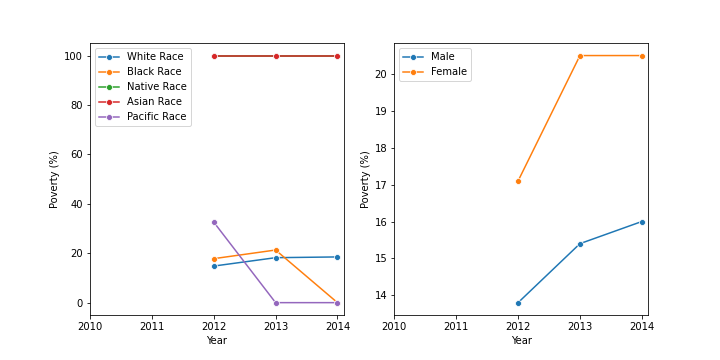 100
80
60
40
20
0
Poverty (%)
White Race
Black Race
Native Race
Asian Race
Pacific Race
2010 2011 2012 2013 2014
Year
20
19
18
17
16
15
14
Poverty (%)
Male
Female
2010 2011 2012 2013 2014
Year